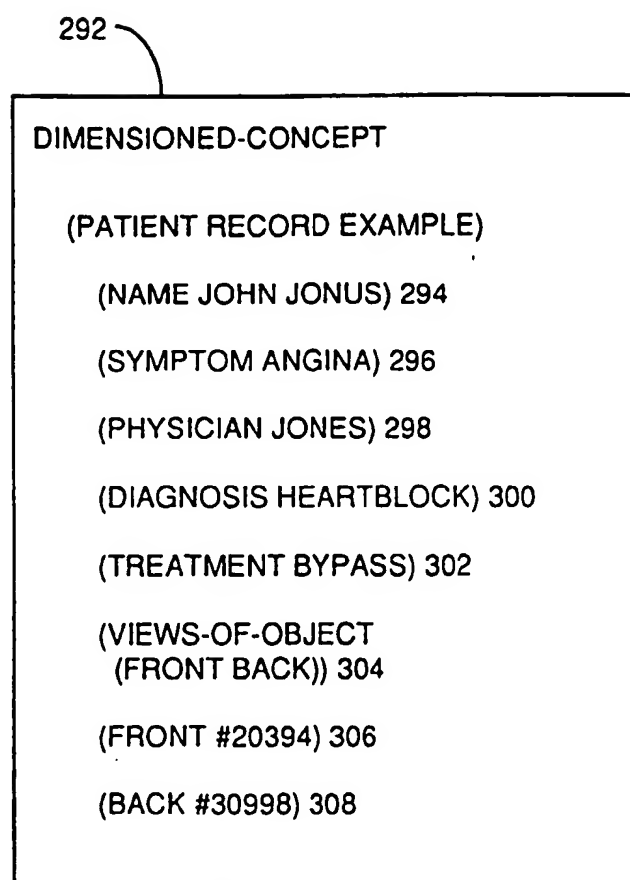 292
DIMENSIONED-CONCEPT
(PATIENT RECORD EXAMPLE)
(NAME JOHN JONUS) 294
(SYMPTOM ANGINA) 296
(PHYSICIAN JONES) 298
(DIAGNOSIS HEARTBLOCK) 300
(TREATMENT BYPASS) 302
(VIEWS-OF-OBJECT
(FRONT BACK)) 304
(FRONT #20394) 306
(BACK #30998) 308